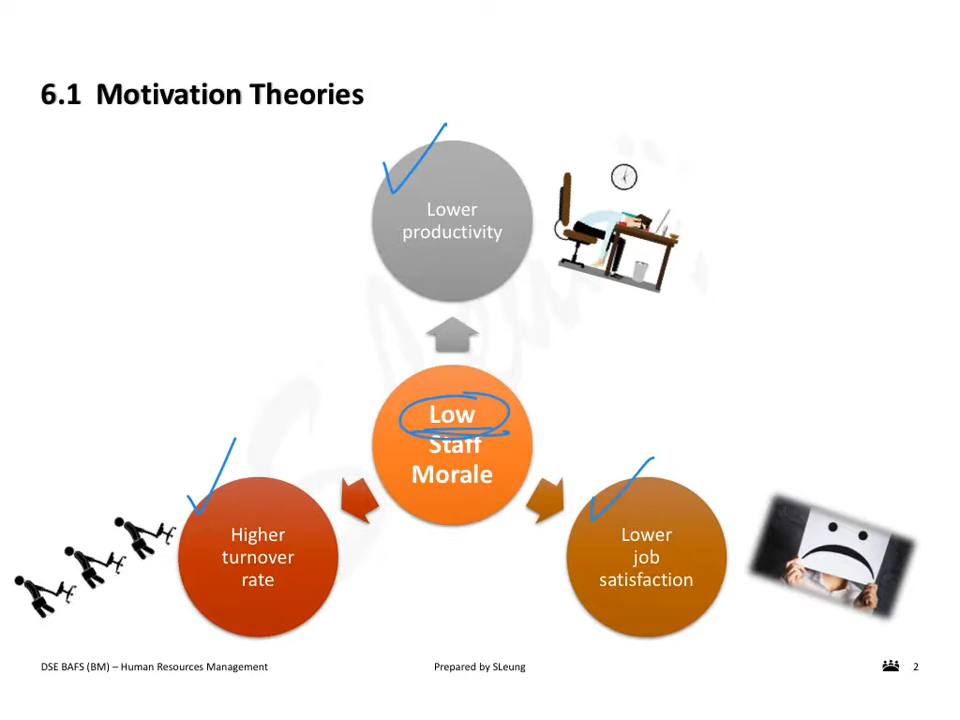 6.1 Motivation Theories
Lower
productivity
Low
Staff
Morale
Higher
turnover
rate
Lower
job
satisfaction
DSE BAFS (BM) – Human Resources Management
Prepared by SLeung
2